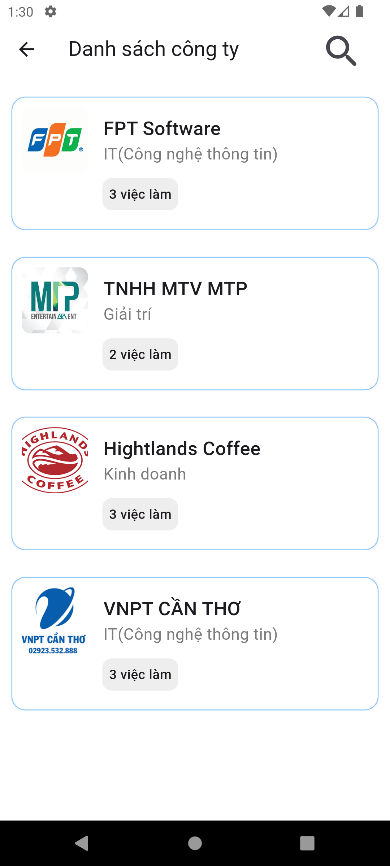 1:30
Danh sách công ty
FPT
FPT Software
IT(Công nghệ thông tin)
3 việc làm
MTP
ENTERTAINMENT
TNHH MTV MTP
Giải trí
2 việc làm
HIGHLANDS
COFFEE
Hightlands Coffee
Kinh doanh
3 việc làm
VNPT CẦN THƠ
02923.532.888
VNPT CẦN THƠ
IT(Công nghệ thông tin)
3 việc làm